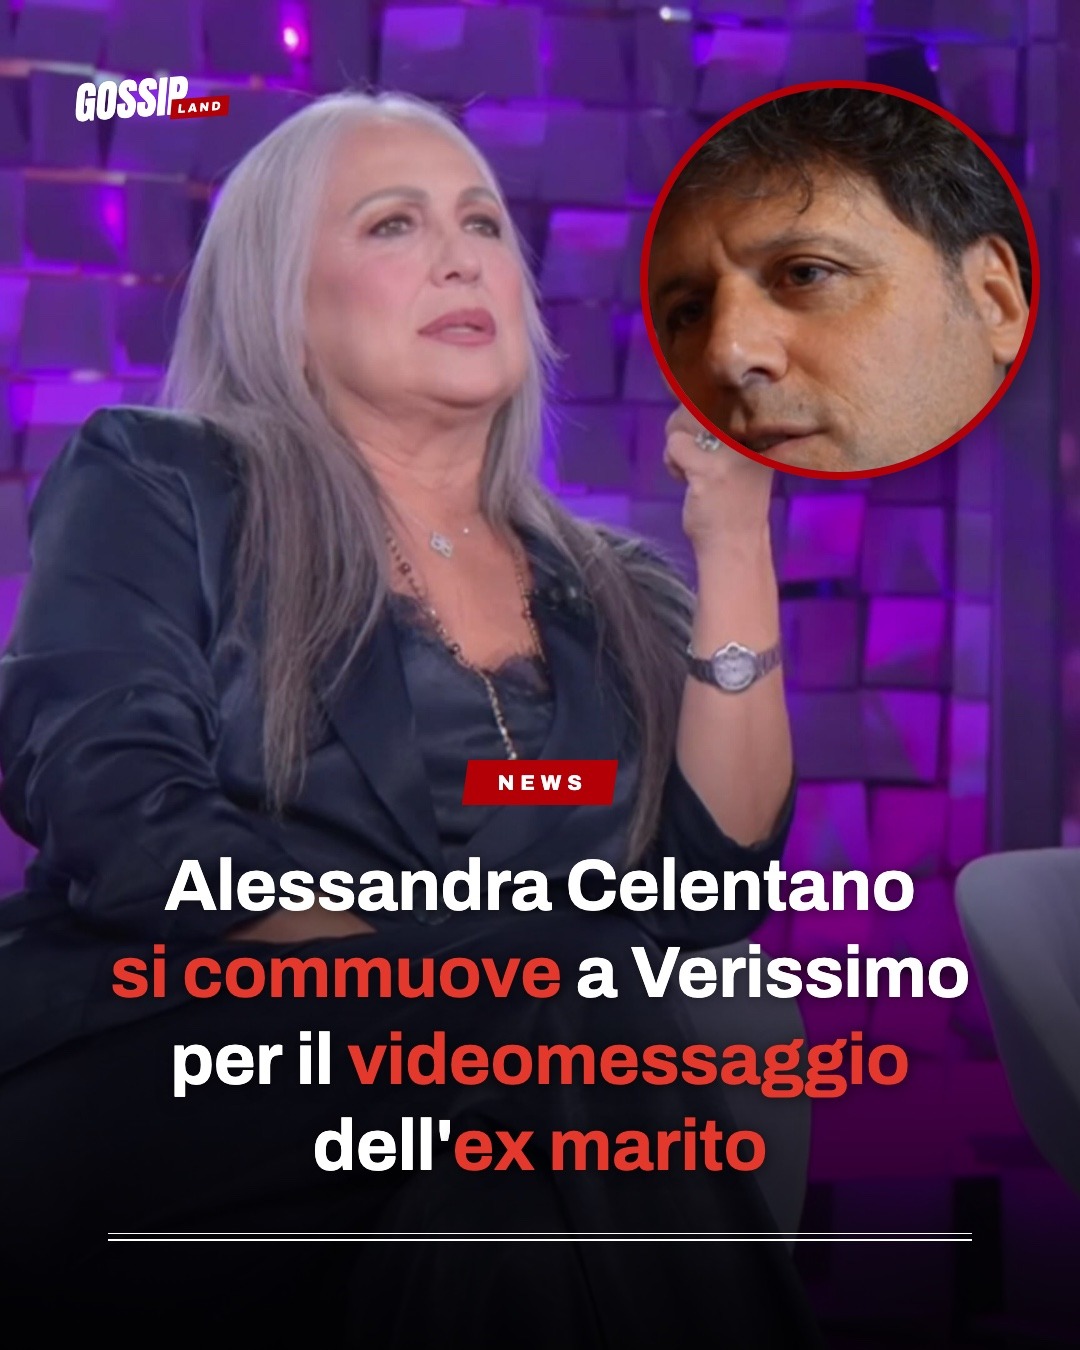 GOSSIP
LAND
NEWS
Alessandra Celentano
si commuove a Verissimo
per il videomessaggio
dell'ex marito